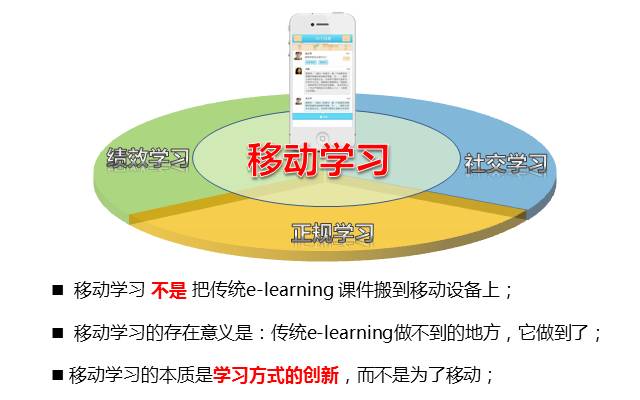 移动学习
绩效学习
社交学习
正规学习
■ 移动学习 不是 把传统e-learning 课件搬到移动设备上；
■ 移动学习的存在意义是：传统e-learning做不到的地方，它做到了；
■ 移动学习的本质是学习方式的创新，而不是为了移动；